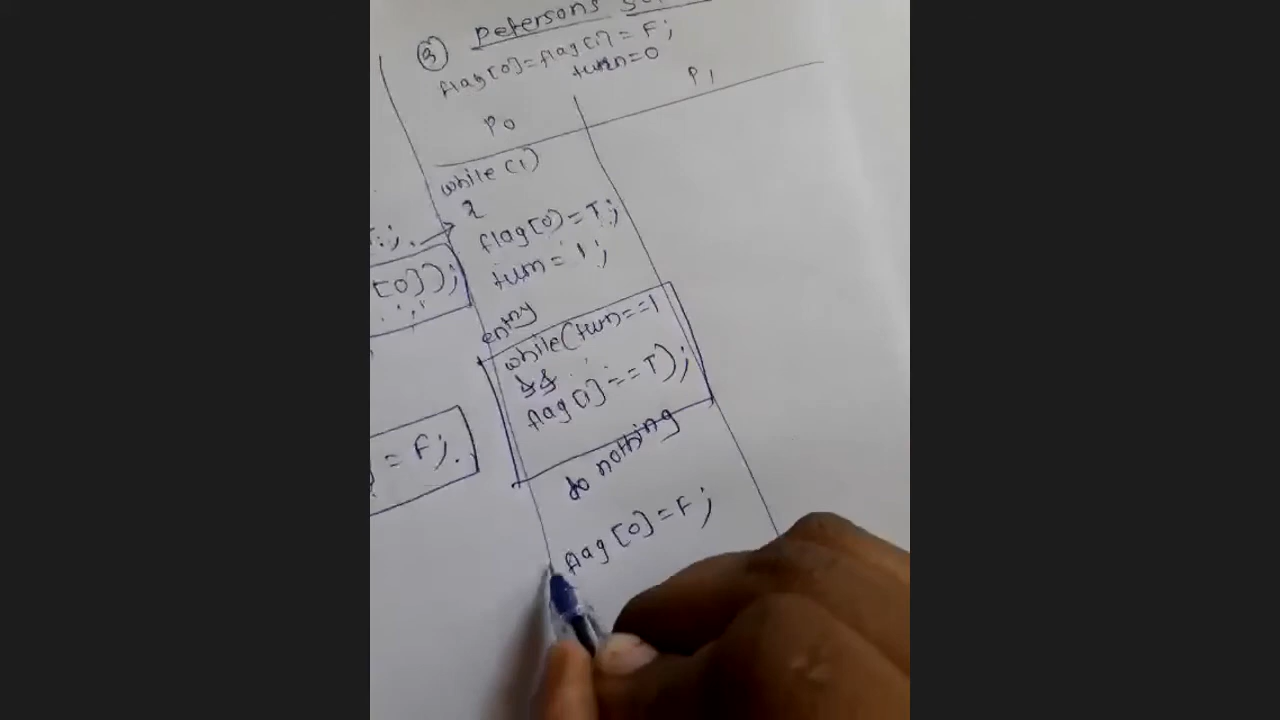 ③ Petersons
flag[0]=flag[1]=F;
turn=0
P0
P1
while(1)
{
flag[0]=T;
turn=1;
entry
while(turn==1
&&
flag[1]==T);
do nothing
flag[0]=F;
[0]);
=F;